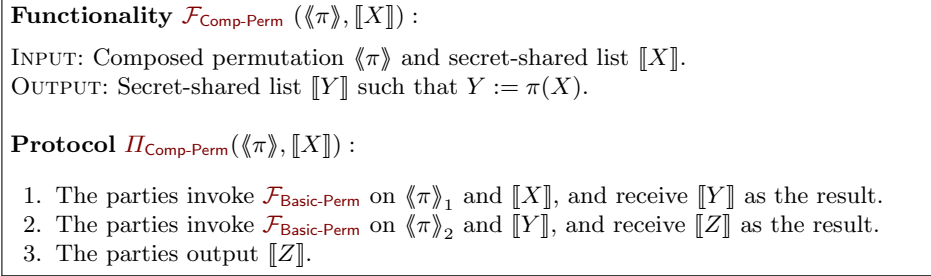 Functionality F_Comp-Perm (⟪π⟫, ⟦X⟧) :
INPUT: Composed permutation ⟪π⟫ and secret-shared list ⟦X⟧.
OUTPUT: Secret-shared list ⟦Y⟧ such that Y := π(X).
Protocol Π_Comp-Perm(⟪π⟫, ⟦X⟧) :
1. The parties invoke F_Basic-Perm on ⟪π⟫₁ and ⟦X⟧, and receive ⟦Y⟧ as the result.
2. The parties invoke F_Basic-Perm on ⟪π⟫₂ and ⟦Y⟧, and receive ⟦Z⟧ as the result.
3. The parties output ⟦Z⟧.